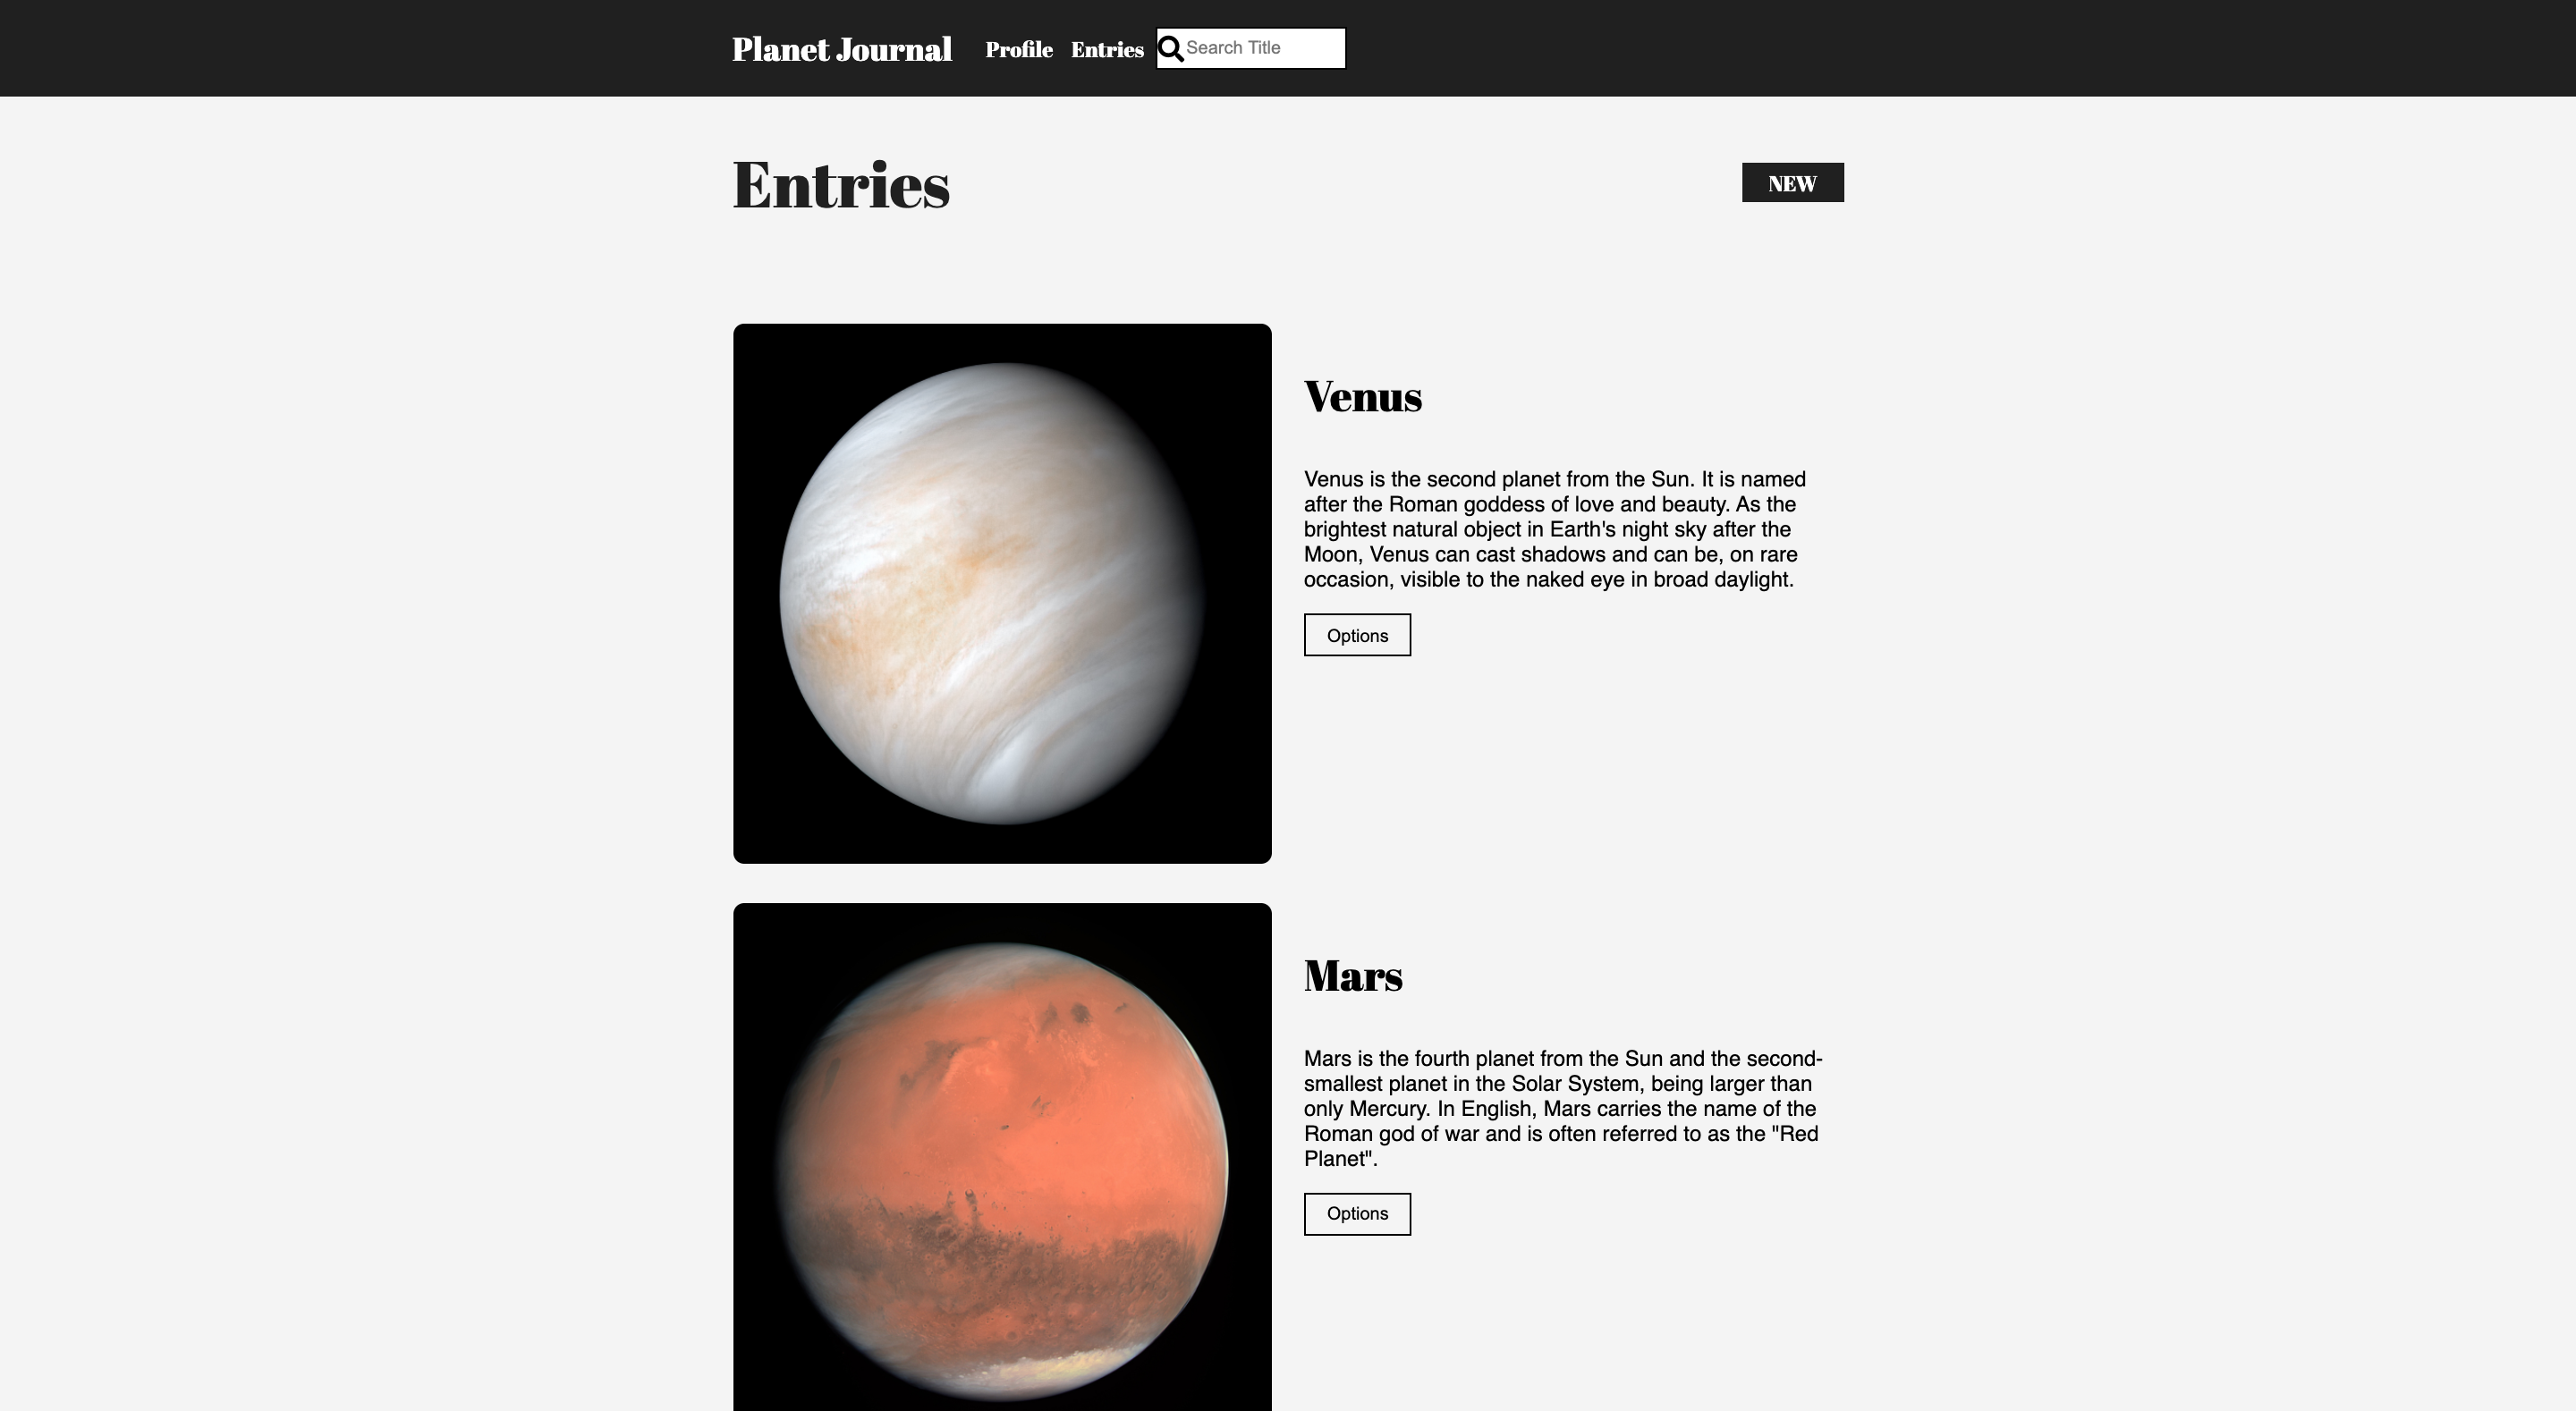 Planet Journal Profile Entries Search Title
Entries
NEW
Venus
Venus is the second planet from the Sun. It is named
after the Roman goddess of love and beauty. As the
brightest natural object in Earth's night sky after the
Moon, Venus can cast shadows and can be, on rare
occasion, visible to the naked eye in broad daylight.
Options
Mars
Mars is the fourth planet from the Sun and the second-
smallest planet in the Solar System, being larger than
only Mercury. In English, Mars carries the name of the
Roman god of war and is often referred to as the "Red
Planet".
Options